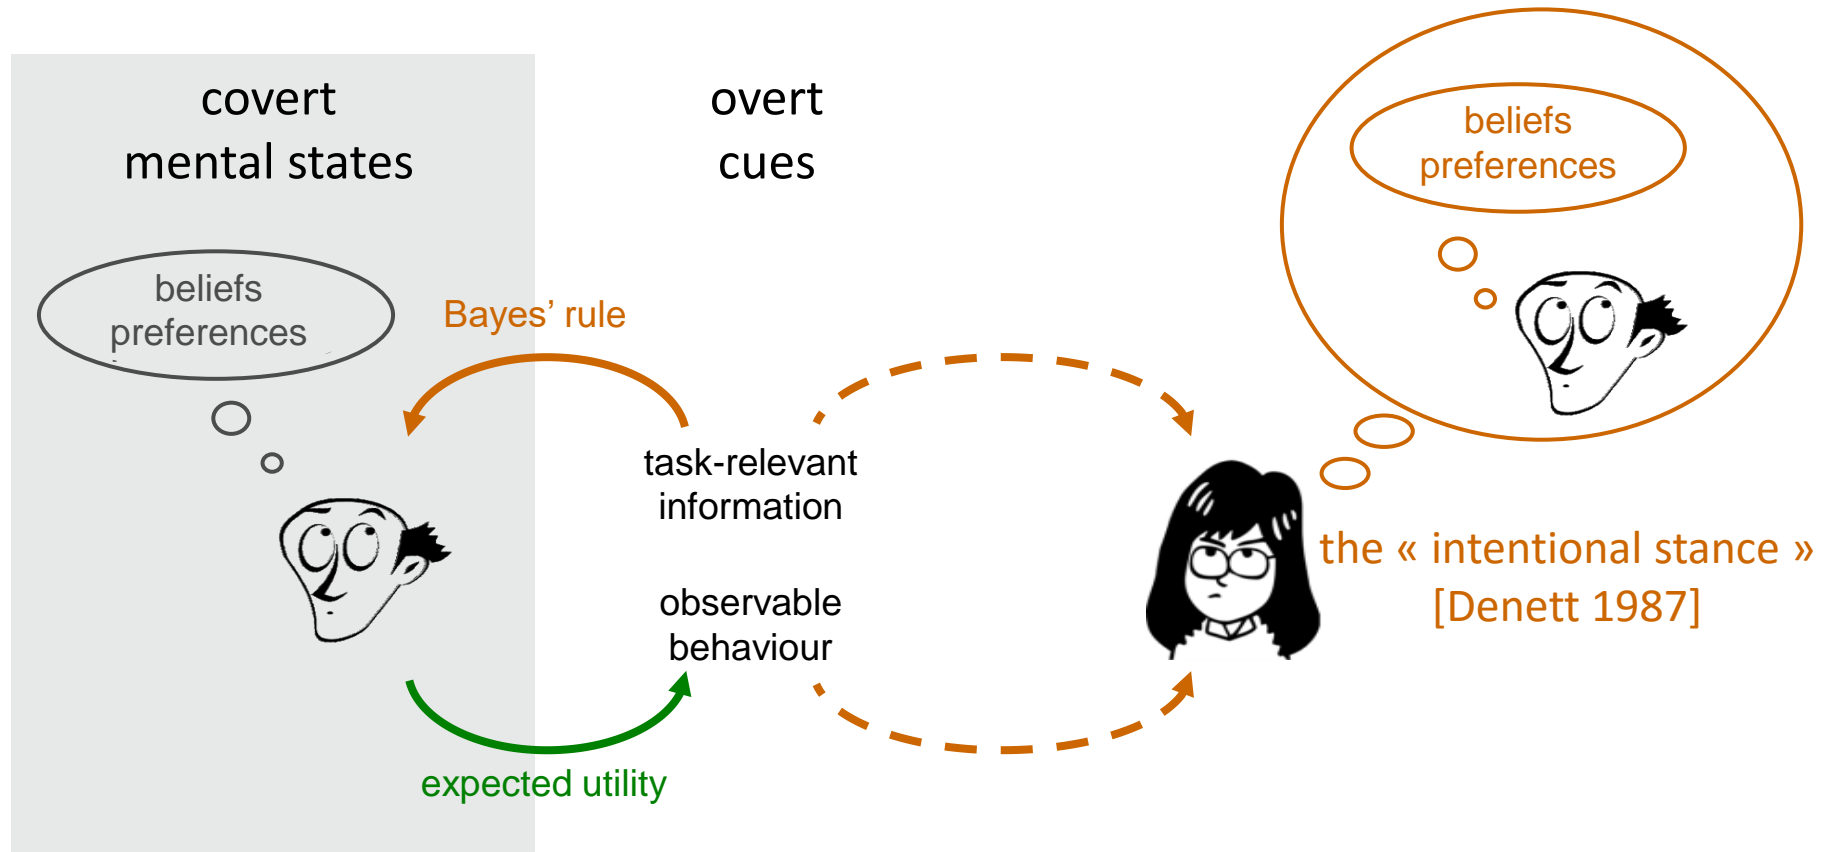 covert
mental states
overt
cues
beliefs
preferences
beliefs
preferences
Bayes’ rule
task-relevant
information
observable
behaviour
expected utility
the « intentional stance »
[Denett 1987]